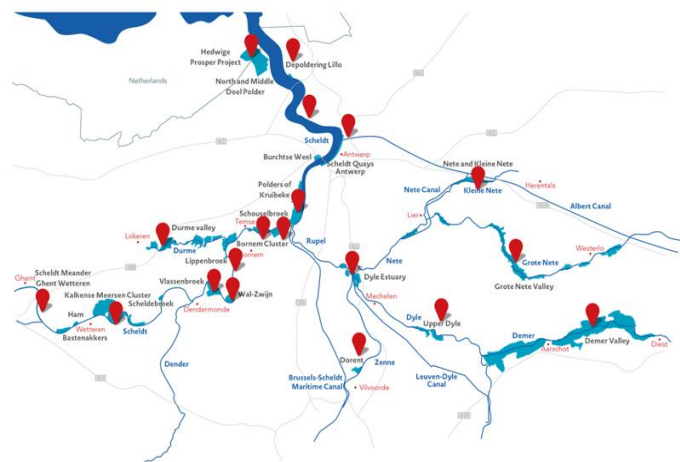 Hedwige
Prosper Project
Depoldering Lillo
Netherlands
North and Middle
Doel Polder
Scheldt
Antwerp
Burchtse Weel
Scheldt Quays
Antwerp
Nete and Kleine Nete
Kleine Nete
Nete Canal
Herentals
Polders of
Kruibeke
Albert Canal
Schouselbroek
Temse
Lier
Durme valley
Lokeren
Durme
Bornem Cluster
Rupel
Bornem
Lippenbroek
Nete
Westerlo
Grote Nete
Scheldt Meander
Ghent Wetteren
Ghent
Dyle Estuary
Grote Nete Valley
Vlassenbroek
Kalkense Meersen Cluster
Scheldebroek
Wal-Zwijn
Mechelen
Dendermonde
Ham
Wetteren
Bastenakkers
Scheldt
Dyle
Upper Dyle
Demer
Demer Valley
Aarschot
Diest
Dender
Dorent
Zenne
Brussels-Scheldt
Maritime Canal
Vilvoorde
Leuven-Dyle
Canal